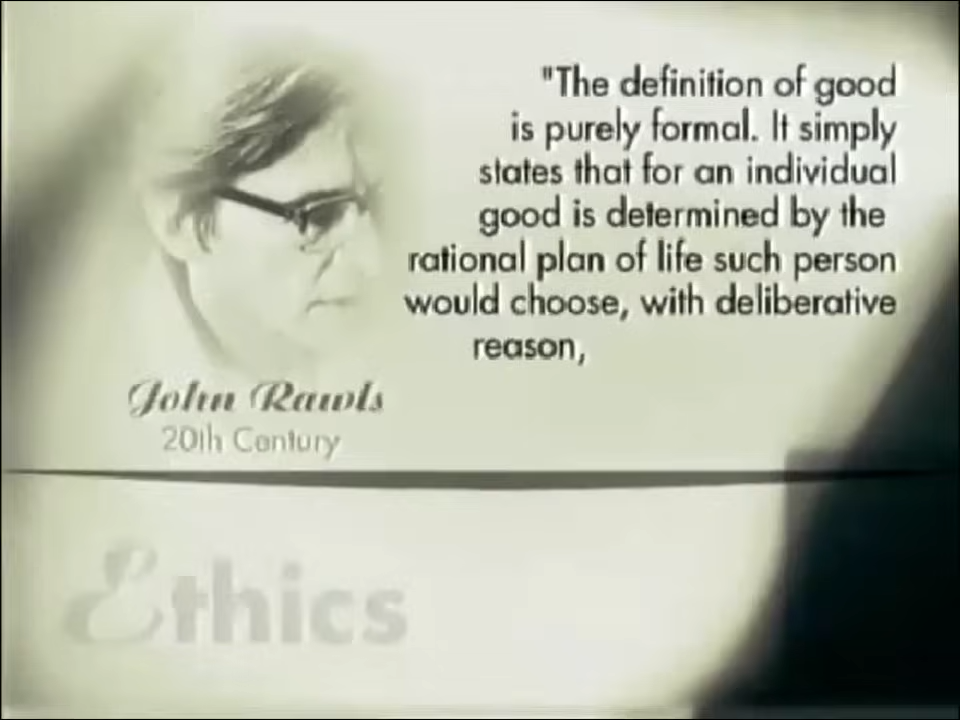 "The definition of good
is purely formal. It simply
states that for an individual
good is determined by the
rational plan of life such person
would choose, with deliberative
reason,
John Rawls
20th Century
Ethics